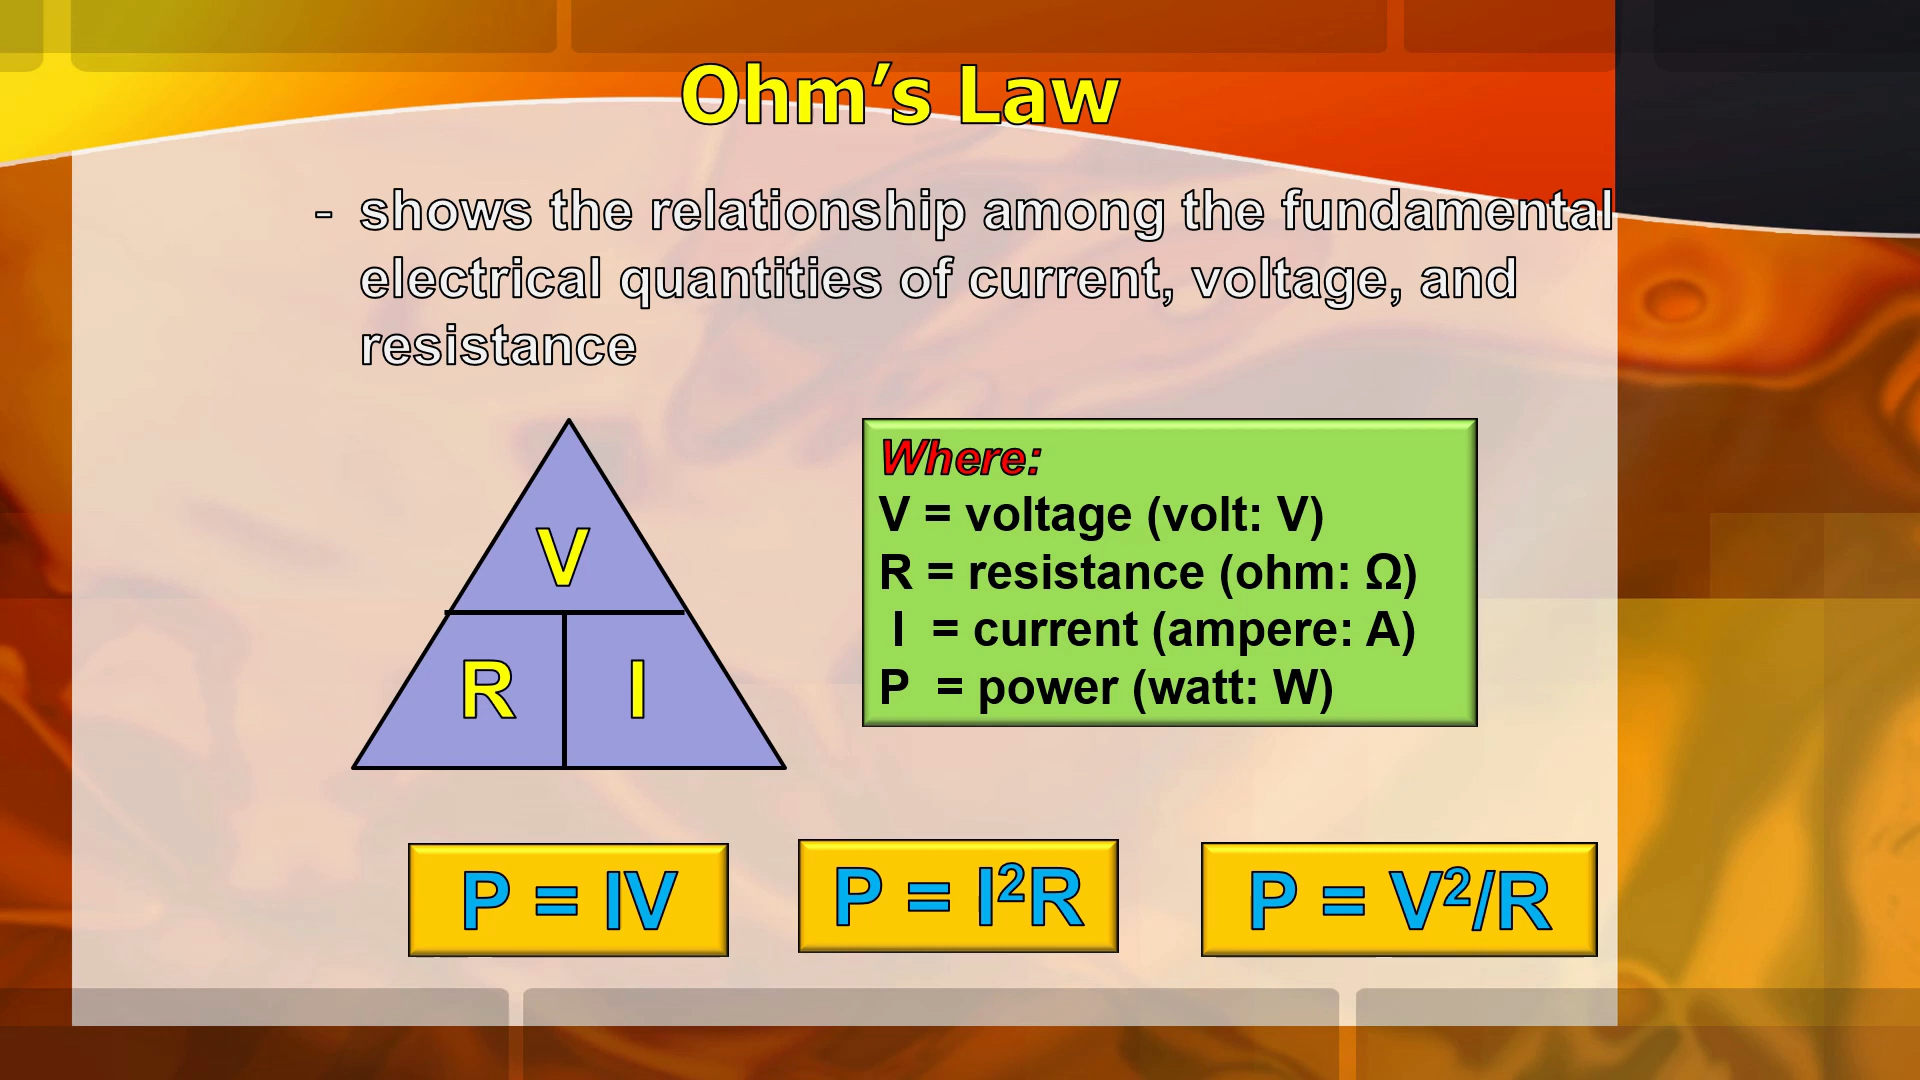 Ohm’s Law
- shows the relationship among the fundamental
electrical quantities of current, voltage, and
resistance
V
R I
Where:
V = voltage (volt: V)
R = resistance (ohm: Ω)
I = current (ampere: A)
P = power (watt: W)
P = IV
P = I²R
P = V²/R